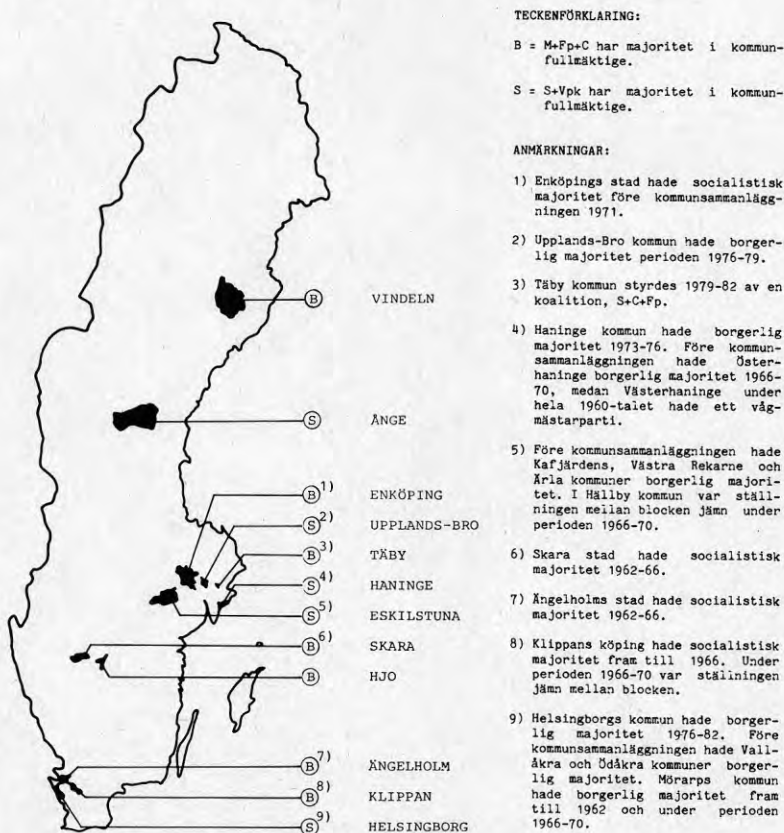 B VINDELN
S ÅNGE
B 1) ENKÖPING
S 2) UPPLANDS-BRO
B 3) TÄBY
S 4) HANINGE
S 5) ESKILSTUNA
B 6) SKARA
B HJO
B 7) ÄNGELHOLM
B 8) KLIPPAN
S 9) HELSINGBORG
TECKENFÖRKLARING:
B = M+Fp+C har majoritet i kommun-
fullmäktige.
S = S+Vpk har majoritet i kommun-
fullmäktige.
ANMÄRKNINGAR:
1) Enköpings stad hade socialistisk
majoritet före kommunsammanlägg-
ningen 1971.
2) Upplands-Bro kommun hade borger-
lig majoritet perioden 1976-79.
3) Täby kommun styrdes 1979-82 av en
koalition, S+C+Fp.
4) Haninge kommun hade borgerlig
majoritet 1973-76. Före kommun-
sammanläggningen hade Öster-
haninge borgerlig majoritet 1966-
70, medan Västerhaninge under
hela 1960-talet hade ett våg-
mästarparti.
5) Före kommunsammanläggningen hade
Kafjärdens, Västra Rekarne och
Ärla kommuner borgerlig majori-
tet. I Hällby kommun var ställ-
ningen mellan blocken jämn under
perioden 1966-70.
6) Skara stad hade socialistisk
majoritet 1962-66.
7) Ängelholms stad hade socialistisk
majoritet 1962-66.
8) Klippans köping hade socialistisk
majoritet fram till 1966. Under
perioden 1966-70 var ställningen
jämn mellan blocken.
9) Helsingborgs kommun hade borger-
lig majoritet 1976-82. Före
kommunsammanläggningen hade Vall-
åkra och Ödåkra kommuner borger-
lig majoritet. Mörarps kommun
hade borgerlig majoritet fram
till 1962 och under perioden
1966-70.